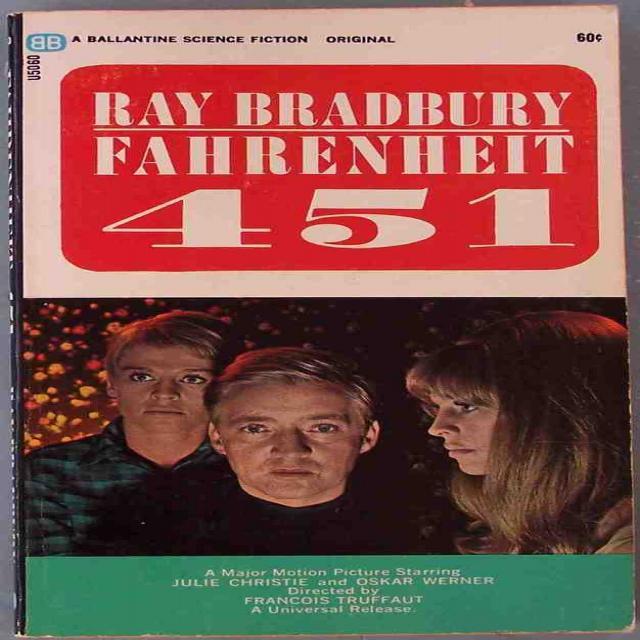 BB A BALLANTINE SCIENCE FICTION ORIGINAL 60¢
U5060
RAY BRADBURY
FAHRENHEIT
451
A Major Motion Picture Starring
JULIE CHRISTIE and OSKAR WERNER
Directed by
FRANCOIS TRUFFAUT
A Universal Release.